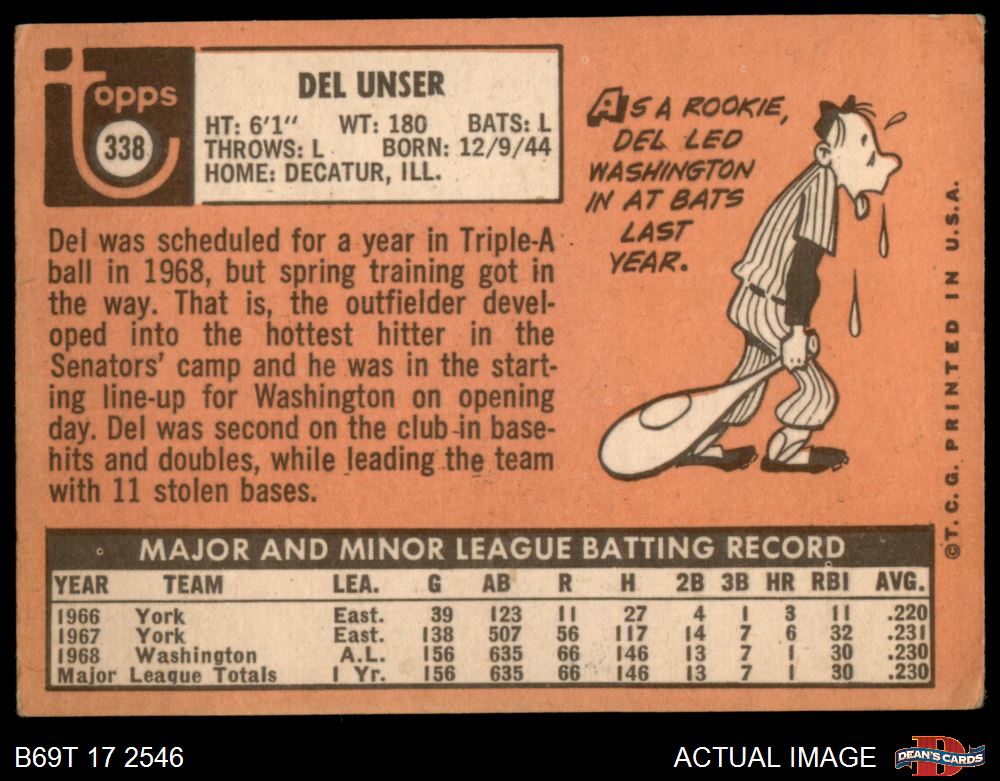 topps
338
DEL UNSER
HT: 6'1" WT: 180 BATS: L
THROWS: L BORN: 12/9/44
HOME: DECATUR, ILL.
Del was scheduled for a year in Triple-A
ball in 1968, but spring training got in
the way. That is, the outfielder devel-
oped into the hottest hitter in the
Senators' camp and he was in the start-
ing line-up for Washington on opening
day. Del was second on the club in base-
hits and doubles, while leading the team
with 11 stolen bases.
AS A ROOKIE,
DEL LED
WASHINGTON
IN AT BATS
LAST
YEAR.
©T.C.G. PRINTED IN U.S.A.
MAJOR AND MINOR LEAGUE BATTING RECORD
YEAR TEAM LEA. G AB R H 2B 3B HR RBI AVG.
1966 York East. 39 123 11 27 4 1 3 11 .220
1967 York East. 138 507 56 117 14 7 6 32 .231
1968 Washington A.L. 156 635 66 146 13 7 1 30 .230
Major League Totals 1 Yr. 156 635 66 146 13 7 1 30 .230
B69T 17 2546
ACTUAL IMAGE
D
DEAN'S CARDS